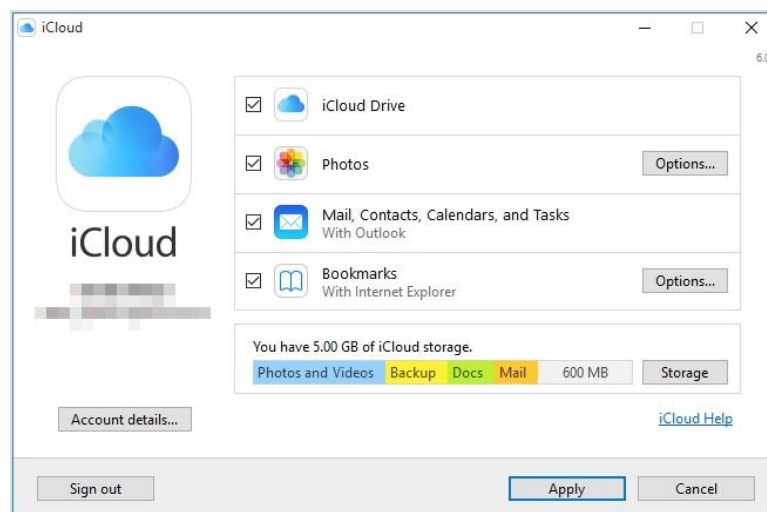 iCloud
6.0
iCloud Drive
Photos
Options...
Mail, Contacts, Calendars, and Tasks
With Outlook
iCloud
Bookmarks
With Internet Explorer
Options...
You have 5.00 GB of iCloud storage.
Photos and Videos Backup Docs Mail 600 MB
Storage
Account details...
iCloud Help
Sign out
Apply
Cancel